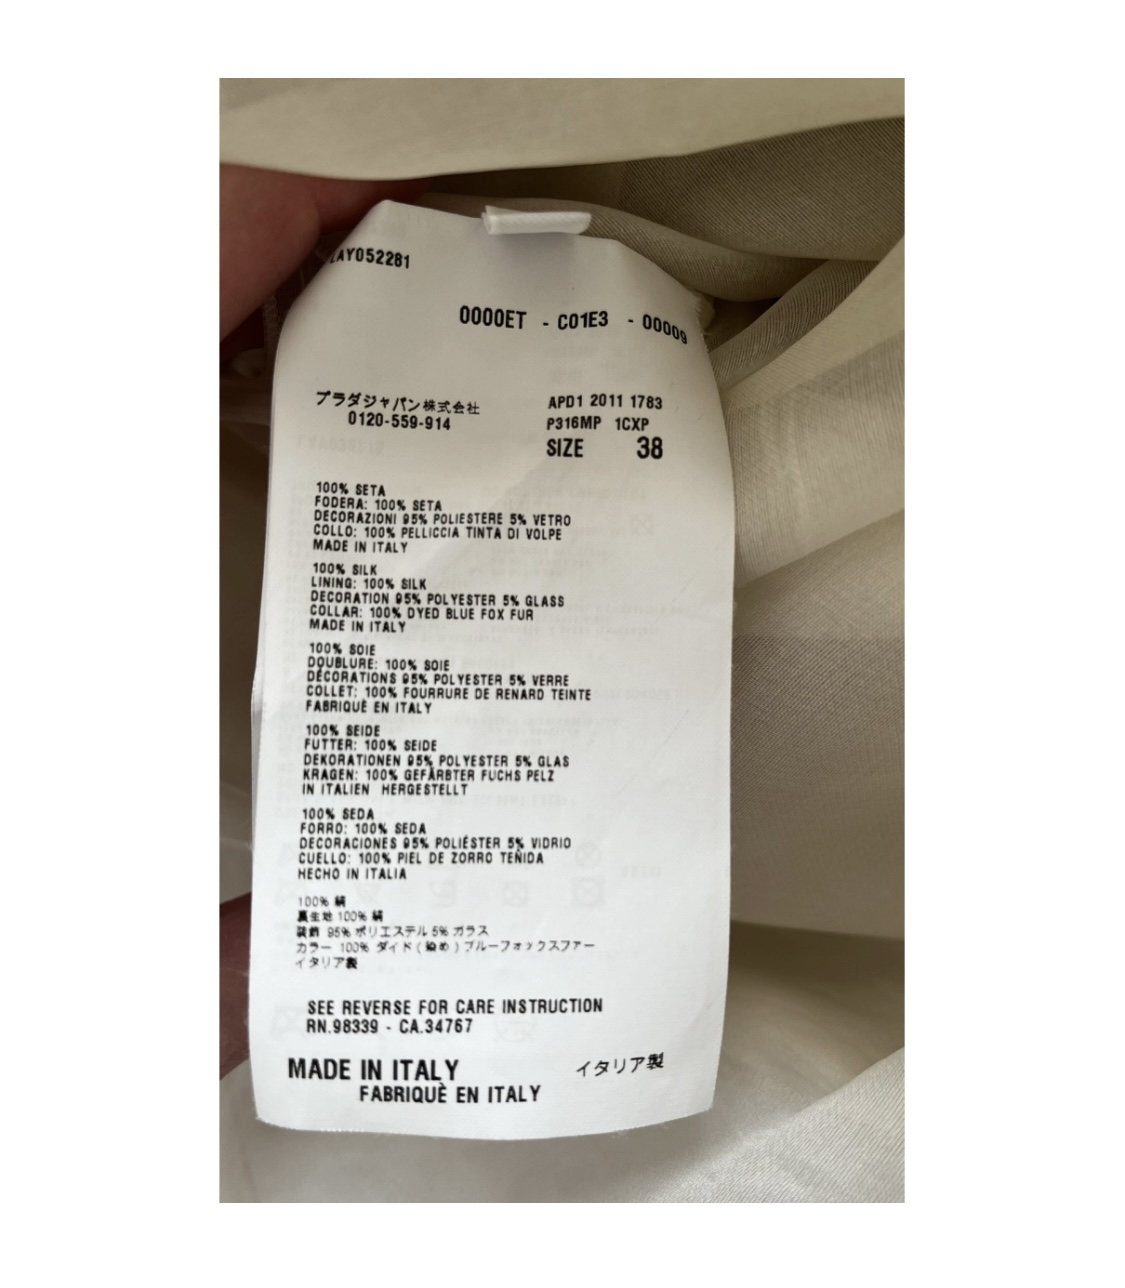 LAY052281
0000ET - C01E3 - 00009
プラダジャパン株式会社
0120-559-914
APD1 2011 1783
P316MP 1CXP
SIZE 38
100% SETA
FODERA: 100% SETA
DECORAZIONI 95% POLIESTERE 5% VETRO
COLLO: 100% PELLICCIA TINTA DI VOLPE
MADE IN ITALY
100% SILK
LINING: 100% SILK
DECORATION 95% POLYESTER 5% GLASS
COLLAR: 100% DYED BLUE FOX FUR
MADE IN ITALY
100% SOIE
DOUBLURE: 100% SOIE
DÉCORATIONS 95% POLYESTER 5% VERRE
COLLET: 100% FOURRURE DE RENARD TEINTE
FABRIQUÈ EN ITALY
100% SEIDE
FUTTER: 100% SEIDE
DEKORATIONEN 95% POLYESTER 5% GLAS
KRAGEN: 100% GEFÄRBTER FUCHS PELZ
IN ITALIEN HERGESTELLT
100% SEDA
FORRO: 100% SEDA
DECORACIONES 95% POLIÉSTER 5% VIDRIO
CUELLO: 100% PIEL DE ZORRO TEÑIDA
HECHO IN ITALIA
100% 絹
裏生地 100% 絹
装飾 95% ポリエステル 5% ガラス
カラー 100% ダイド(染め)ブルーフォックスファー
イタリア製
SEE REVERSE FOR CARE INSTRUCTION
RN.98339 - CA.34767
MADE IN ITALY
イタリア製
FABRIQUÈ EN ITALY